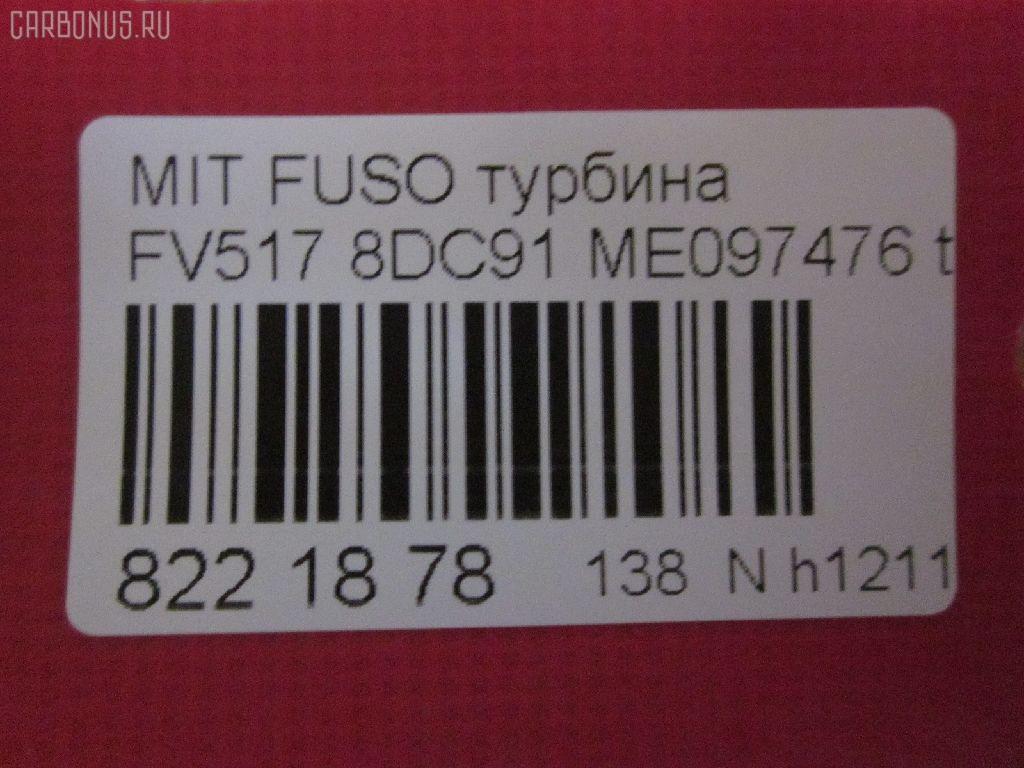 CARBONUS.RU
MIT FUSO турбина
FV517 8DC91 ME097476 t
822 18 78 138 N h1211